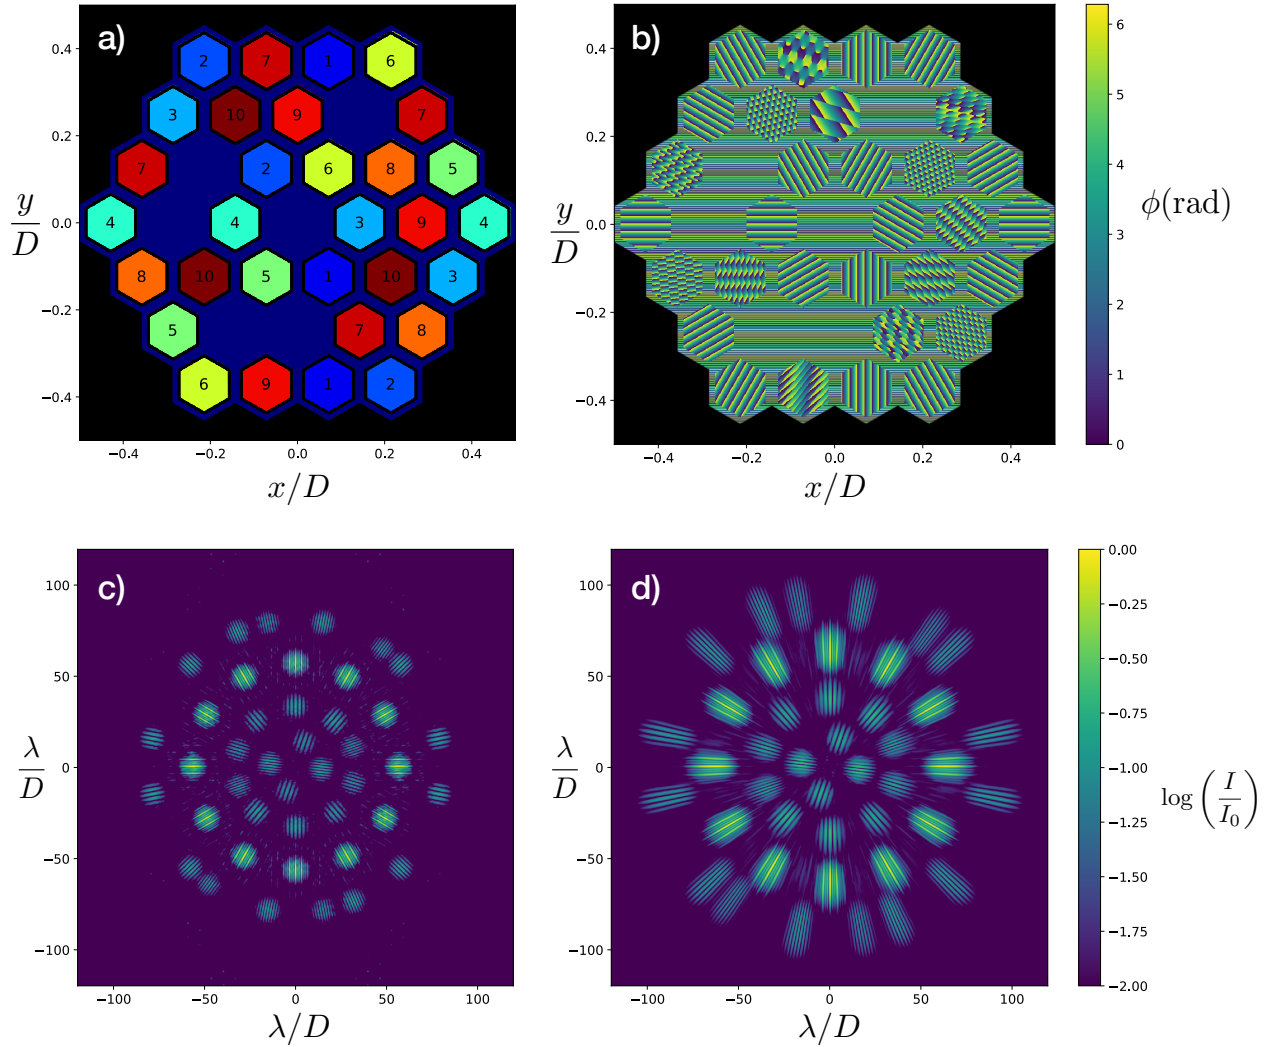 a)
0.4
0.2
0.0
−0.2
−0.4
y/D
2 7 1 6
3 10 9 7
7 2 6 8 5
4 4 3 9 4
8 10 5 1 10 3
5 7 8
6 9 1 2
−0.4 −0.2 0.0 0.2 0.4
x/D
b)
0.4
0.2
0.0
−0.2
−0.4
y/D
−0.4 −0.2 0.0 0.2 0.4
x/D
6
5
4
3
2
1
0
ϕ(rad)
c)
100
50
0
−50
−100
λ/D
−100 −50 0 50 100
λ/D
d)
100
50
0
−50
−100
λ/D
−100 −50 0 50 100
λ/D
0.00
−0.25
−0.50
−0.75
−1.00
−1.25
−1.50
−1.75
−2.00
log(I/I₀)